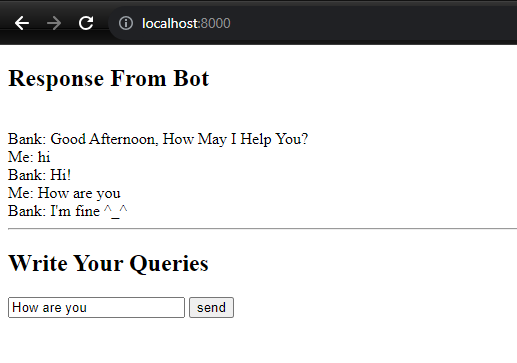 localhost:8000
Response From Bot
Bank: Good Afternoon, How May I Help You?
Me: hi
Bank: Hi!
Me: How are you
Bank: I'm fine ^_^
Write Your Queries
How are you send